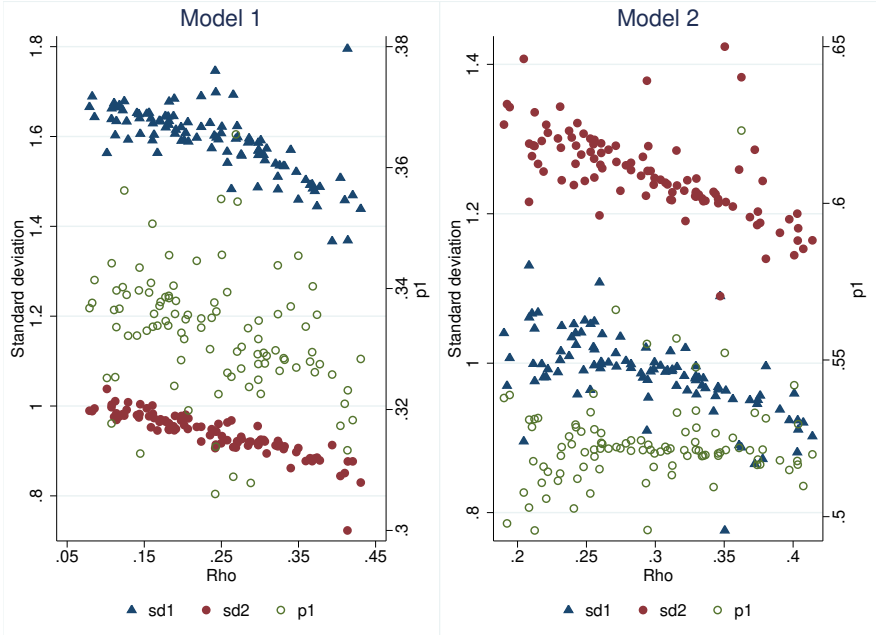 Model 1
Standard deviation
1.8
1.6
1.4
1.2
1
.8
.38
.36
.34
.32
.3
p1
.05 .15 .25 .35 .45
Rho
sd1 sd2 p1
Model 2
Standard deviation
1.4
1.2
1
.8
.65
.6
.55
.5
p1
.2 .25 .3 .35 .4
Rho
sd1 sd2 p1